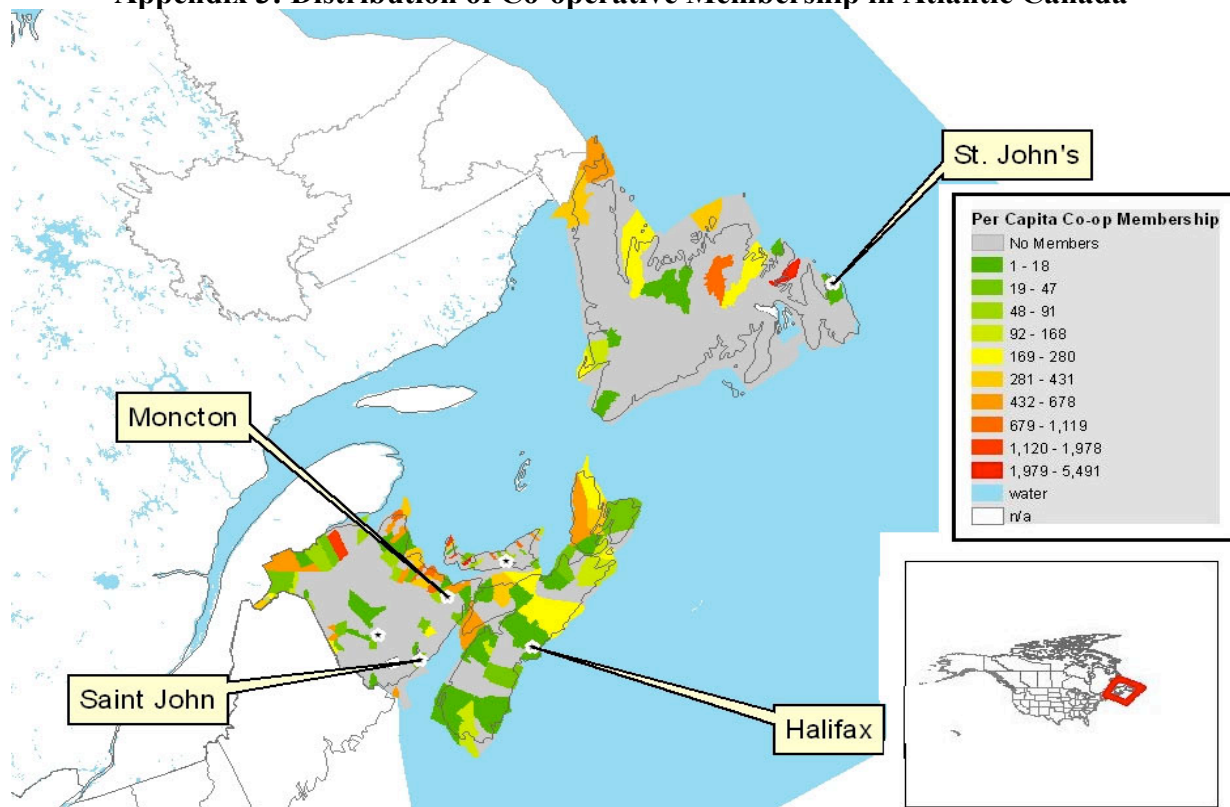 Appendix 3: Distribution of Co-operative Membership in Atlantic Canada
St. John's
Per Capita Co-op Membership
No Members
1 - 18
19 - 47
48 - 91
92 - 168
169 - 280
281 - 431
432 - 678
679 - 1,119
1,120 - 1,978
1,979 - 5,491
water
n/a
Moncton
Saint John
Halifax